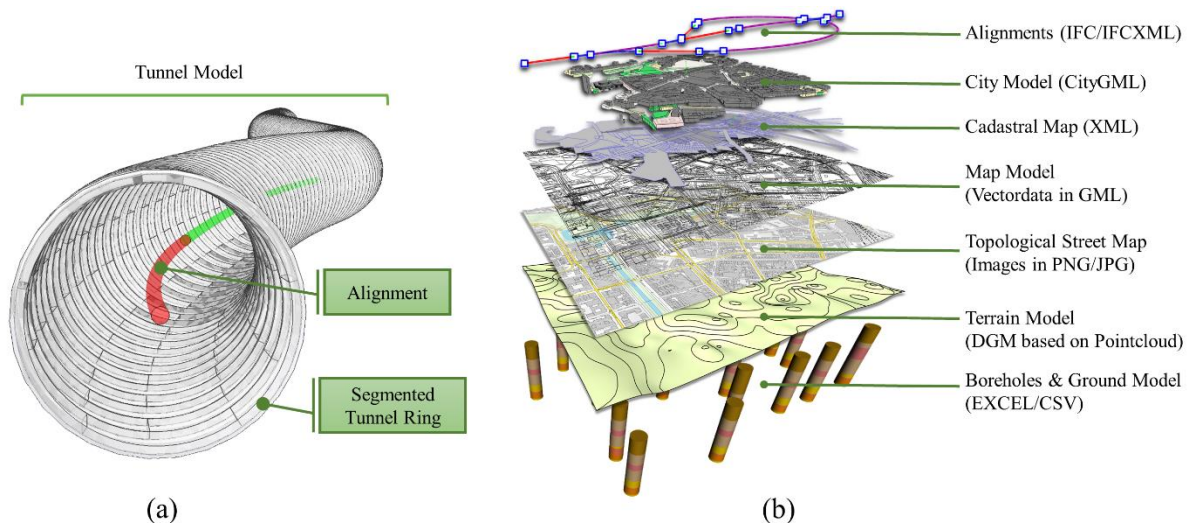 Tunnel Model
Alignment
Segmented
Tunnel Ring
(a)
Alignments (IFC/IFCXML)
City Model (CityGML)
Cadastral Map (XML)
Map Model
(Vectordata in GML)
Topological Street Map
(Images in PNG/JPG)
Terrain Model
(DGM based on Pointcloud)
Boreholes & Ground Model
(EXCEL/CSV)
(b)